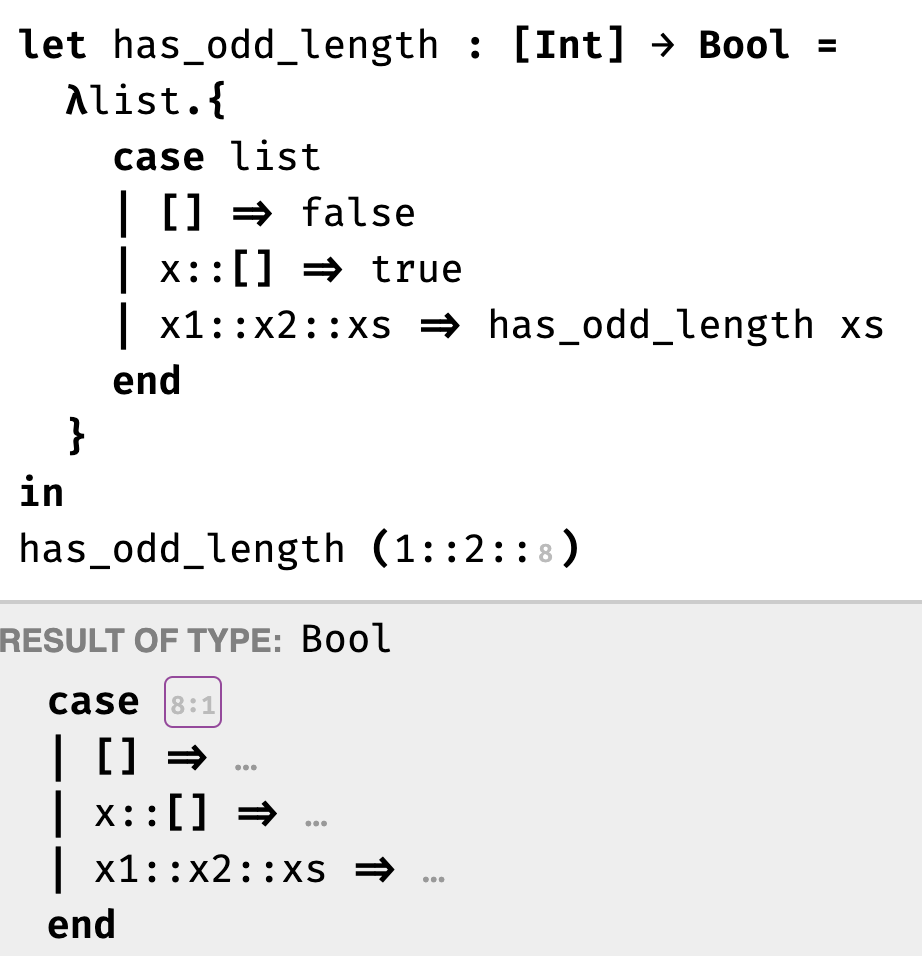 let has_odd_length : [Int] → Bool =
λlist.{
case list
| [] ⇒ false
| x::[] ⇒ true
| x1::x2::xs ⇒ has_odd_length xs
end
}
in
has_odd_length (1::2::8)
RESULT OF TYPE: Bool
case 8:1
| [] ⇒ …
| x::[] ⇒ …
| x1::x2::xs ⇒ …
end